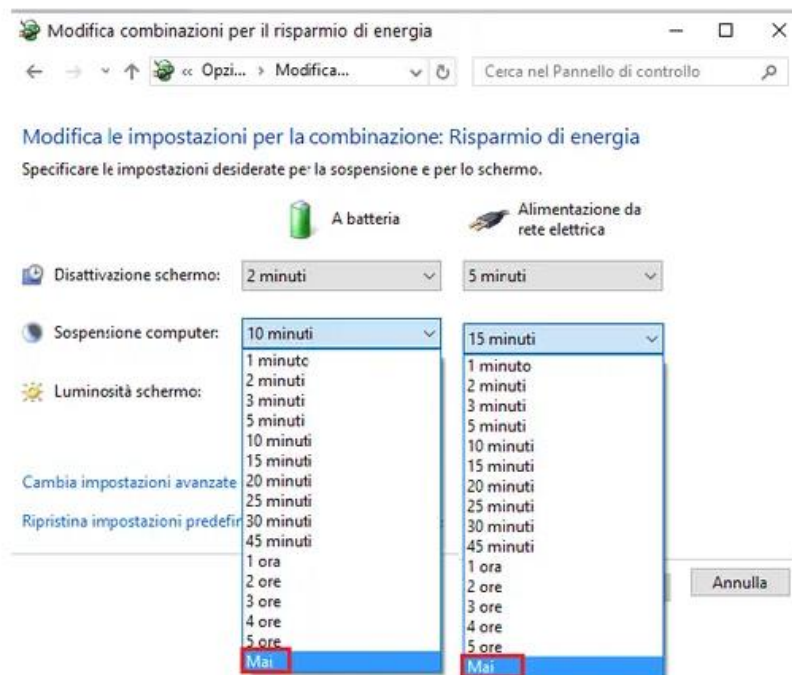 Modifica combinazioni per il risparmio di energia
« Opzi... > Modifica...
Cerca nel Pannello di controllo
Modifica le impostazioni per la combinazione: Risparmio di energia
Specificare le impostazioni desiderate per la sospensione e per lo schermo.
A batteria
Alimentazione da
rete elettrica
Disattivazione schermo:
2 minuti
5 minuti
Sospensione computer:
10 minuti
15 minuti
Luminosità schermo:
1 minuto
2 minuti
3 minuti
5 minuti
10 minuti
15 minuti
20 minuti
25 minuti
30 minuti
45 minuti
1 ora
2 ore
3 ore
4 ore
5 ore
Mai
1 minuto
2 minuti
3 minuti
5 minuti
10 minuti
15 minuti
20 minuti
25 minuti
30 minuti
45 minuti
1 ora
2 ore
3 ore
4 ore
5 ore
Mai
Cambia impostazioni avanzate
Ripristina impostazioni predefin
Annulla